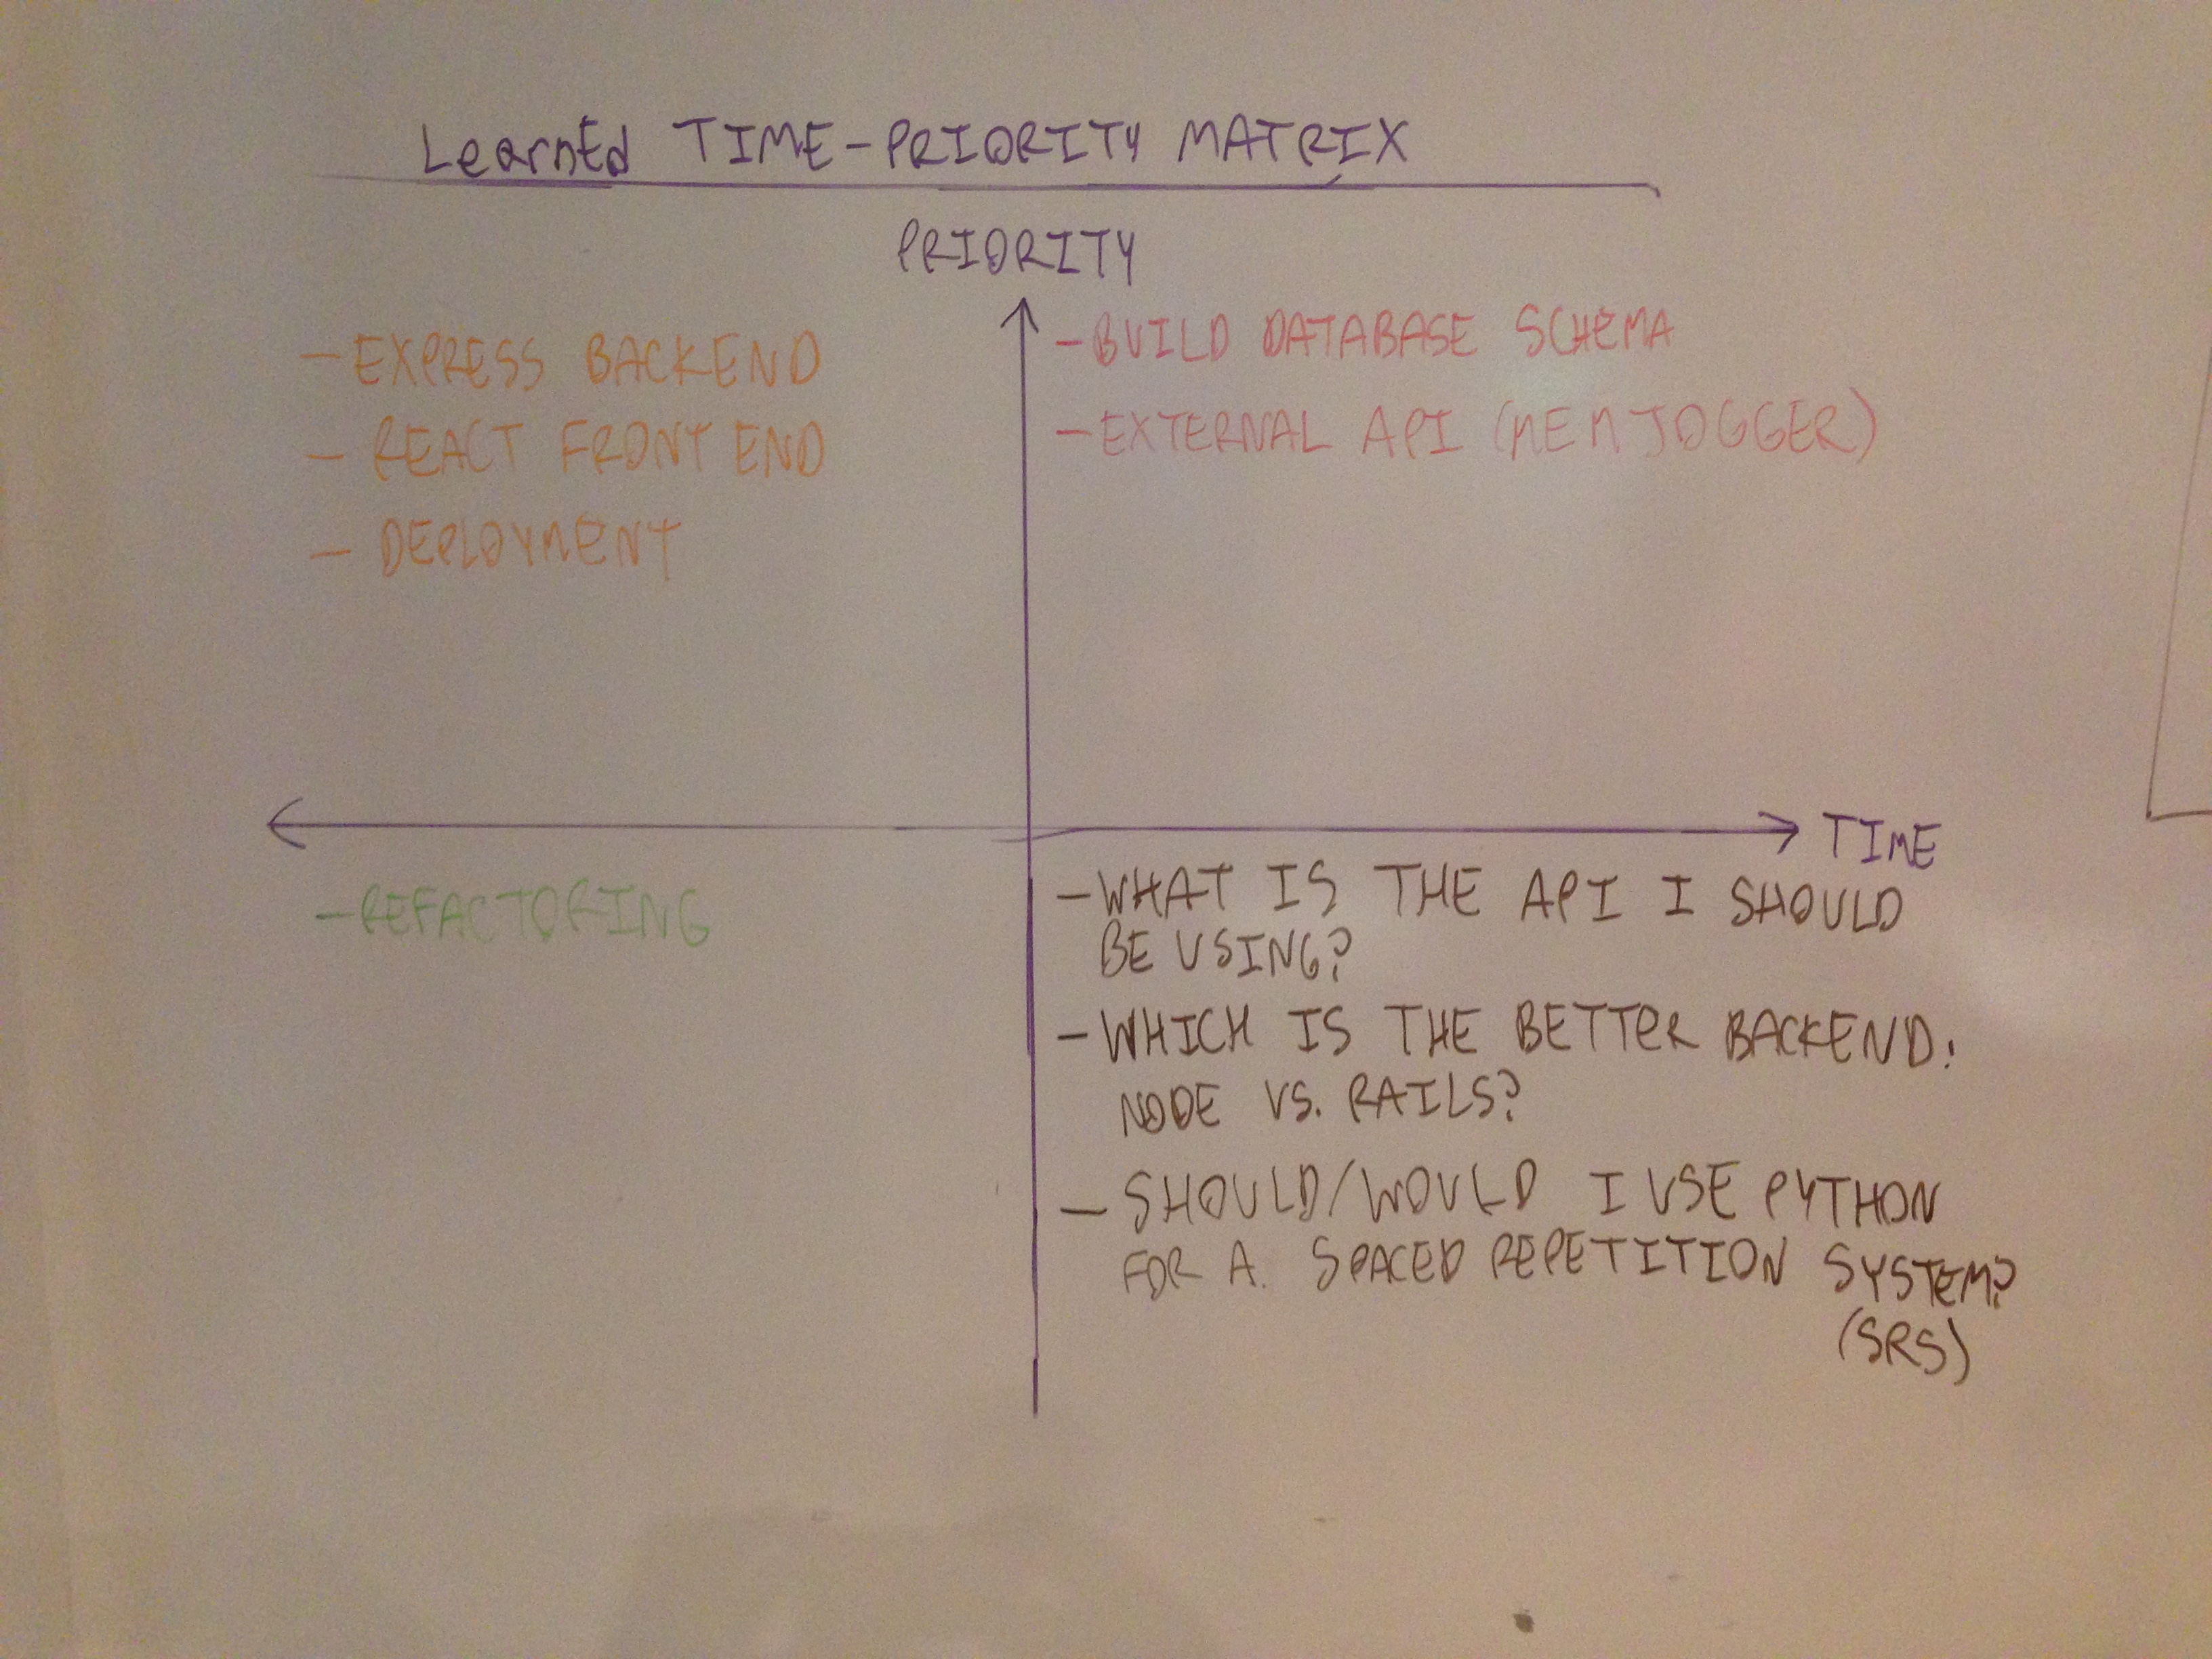 LearnEd TIME-PRIORITY MATRIX
PRIORITY
-EXPRESS BACKEND
- REACT FRONT END
- DEPLOYMENT
-BUILD DATABASE SCHEMA
-EXTERNAL API (MEMJOGGER)
TIME
-REFACTORING
-WHAT IS THE API I SHOULD
BE USING?
-WHICH IS THE BETTER BACKEND:
NODE VS. RAILS?
- SHOULD/WOULD I USE PYTHON
FOR A. SPACED REPETITION SYSTEM?
(SRS)